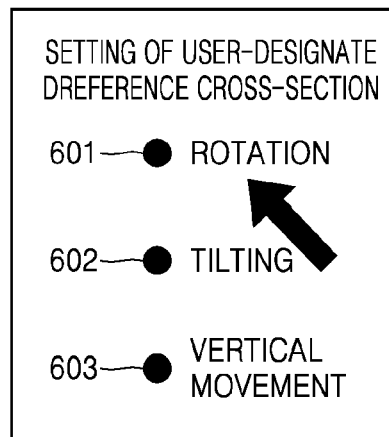 SETTING OF USER-DESIGNATE
DREFERENCE CROSS-SECTION
601 ROTATION
602 TILTING
603 VERTICAL
MOVEMENT